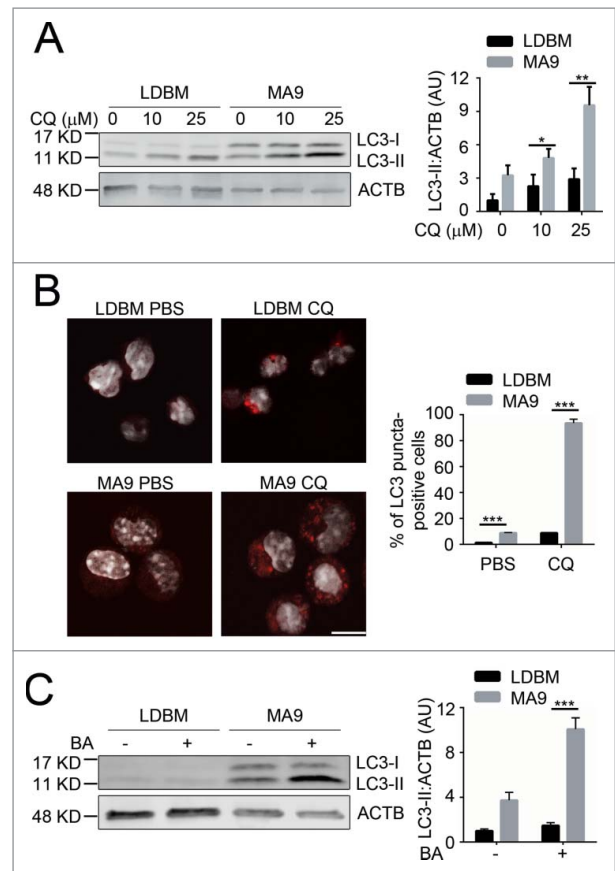 A
LDBM MA9
CQ (μM) 0 10 25 0 10 25
17 KD
11 KD
48 KD
LC3-I
LC3-II
ACTB
LDBM
MA9
LC3-II:ACTB (AU)
12
9
6
3
0
*
**
CQ (μM) 0 10 25
B
LDBM PBS LDBM CQ
MA9 PBS MA9 CQ
LDBM
MA9
% of LC3 puncta-
positive cells
100
80
60
40
20
0
***
***
PBS CQ
C
LDBM MA9
BA - + - +
17 KD
11 KD
48 KD
LC3-I
LC3-II
ACTB
LDBM
MA9
LC3-II:ACTB (AU)
12
8
4
0
***
BA - +